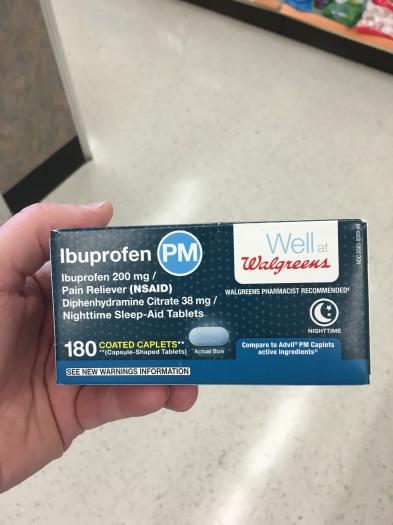 Ibuprofen PM
Ibuprofen 200 mg /
Pain Reliever (NSAID)
Diphenhydramine Citrate 38 mg /
Nighttime Sleep-Aid Tablets
180 COATED CAPLETS**
**(Capsule-Shaped Tablets)
Actual Size
SEE NEW WARNINGS INFORMATION
Well at
Walgreens
WALGREENS PHARMACIST RECOMMENDED†
NIGHTTIME
Compare to Advil® PM Caplets
active ingredients‡